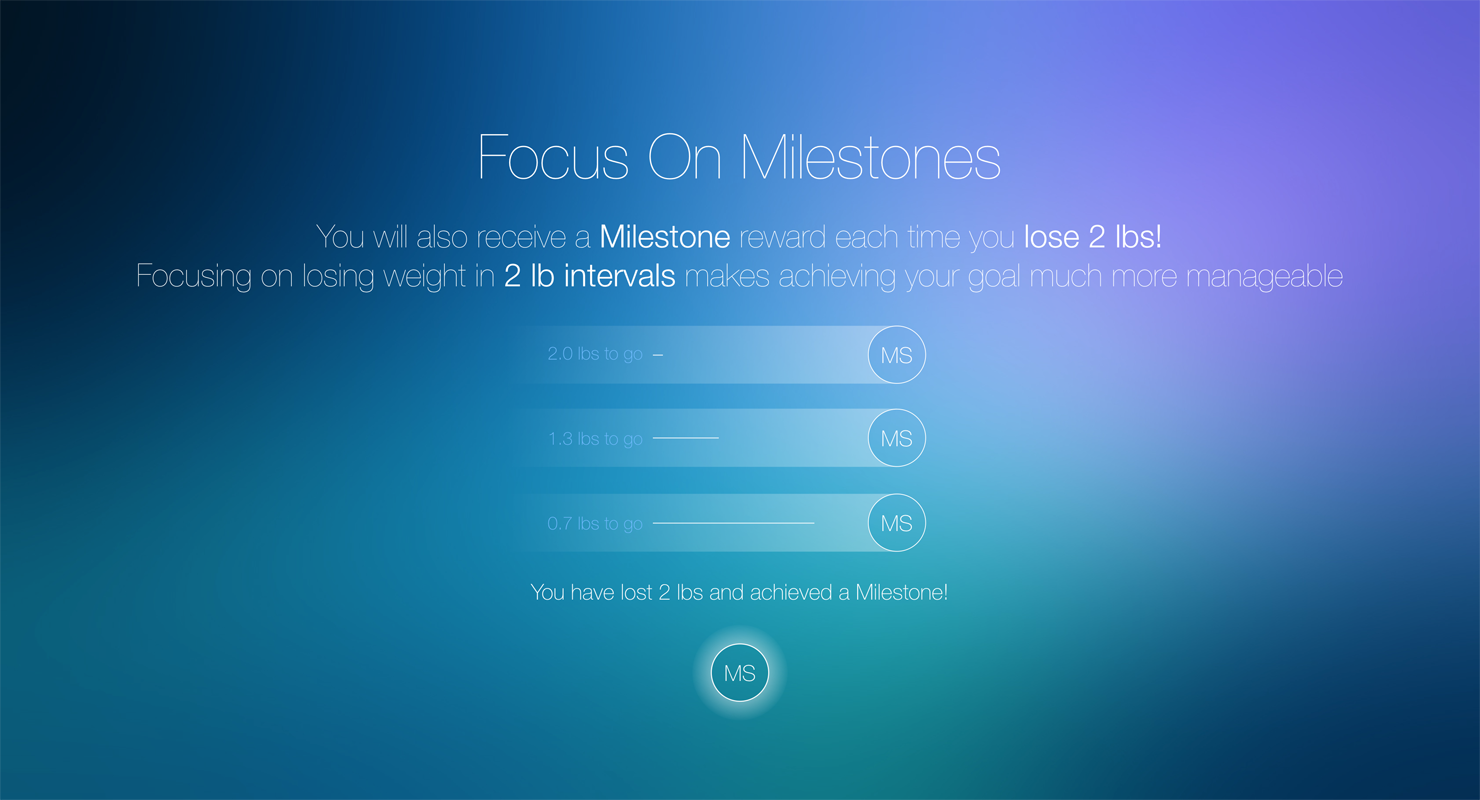 Focus On Milestones
You will also receive a Milestone reward each time you lose 2 lbs!
Focusing on losing weight in 2 lb intervals makes achieving your goal much more manageable
2.0 lbs to go MS
1.3 lbs to go MS
0.7 lbs to go MS
You have lost 2 lbs and achieved a Milestone!
MS